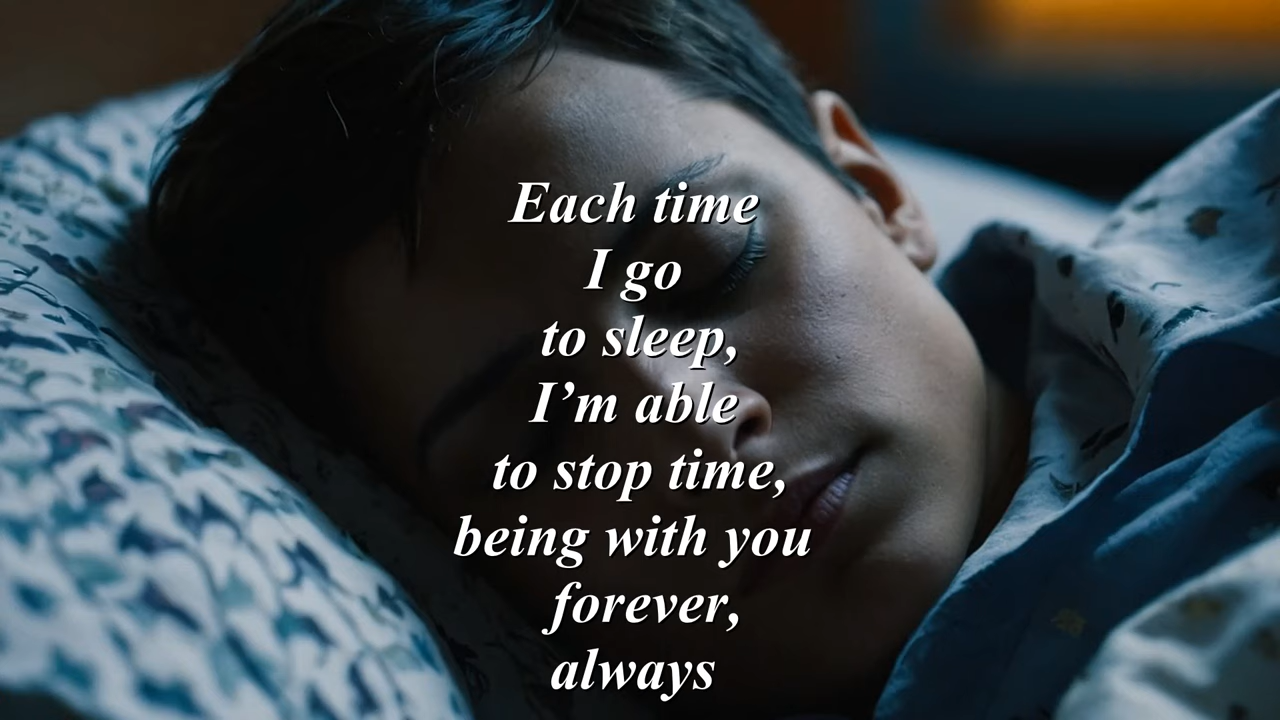 Each time
I go
to sleep,
I’m able
to stop time,
being with you
forever,
always